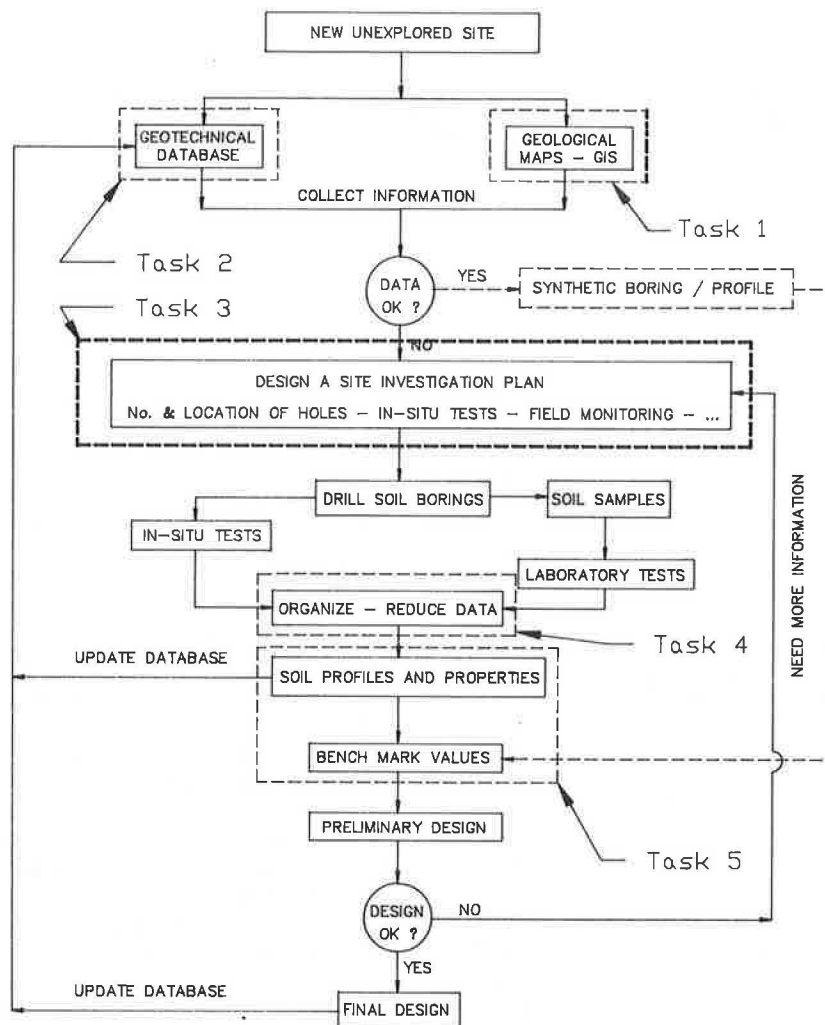 NEW UNEXPLORED SITE
GEOTECHNICAL
DATABASE
GEOLOGICAL
MAPS – GIS
COLLECT INFORMATION
Task 1
Task 2
DATA
OK ?
YES
SYNTHETIC BORING / PROFILE
Task 3
NO
DESIGN A SITE INVESTIGATION PLAN
No. & LOCATION OF HOLES – IN-SITU TESTS – FIELD MONITORING – ...
DRILL SOIL BORINGS
SOIL SAMPLES
IN-SITU TESTS
LABORATORY TESTS
NEED MORE INFORMATION
ORGANIZE – REDUCE DATA
Task 4
UPDATE DATABASE
SOIL PROFILES AND PROPERTIES
BENCH MARK VALUES
PRELIMINARY DESIGN
Task 5
DESIGN
OK ?
NO
YES
UPDATE DATABASE
FINAL DESIGN